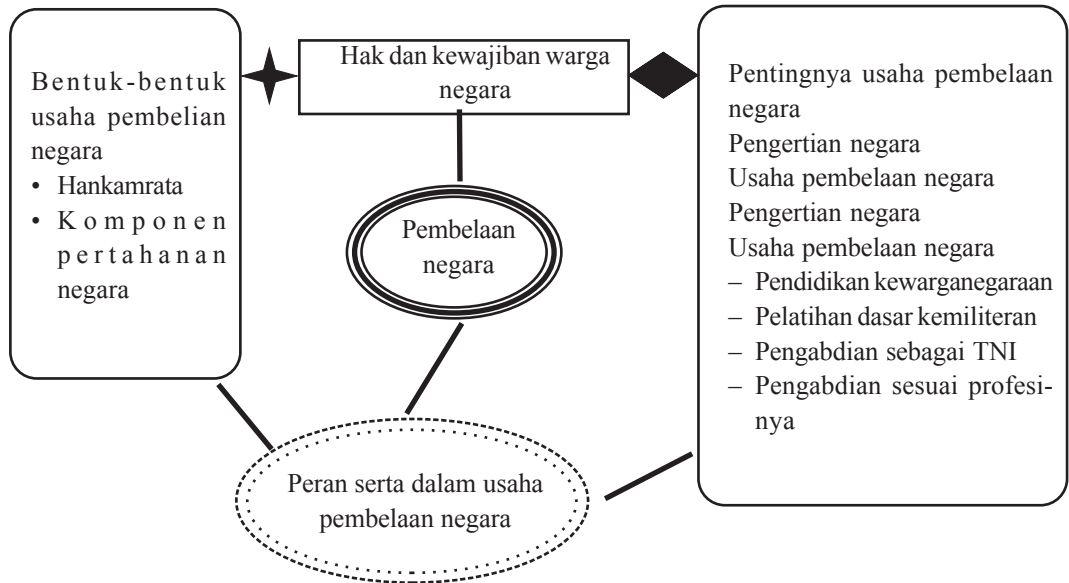 Bentuk-bentuk
usaha pembelian
negara
• Hankamrata
• Komponen
pertahanan
negara
Hak dan kewajiban warga
negara
Pembelaan
negara
Peran serta dalam usaha
pembelaan negara
Pentingnya usaha pembelaan
negara
Pengertian negara
Usaha pembelaan negara
Pengertian negara
Usaha pembelaan negara
– Pendidikan kewarganegaraan
– Pelatihan dasar kemiliteran
– Pengabdian sebagai TNI
– Pengabdian sesuai profesi-
nya